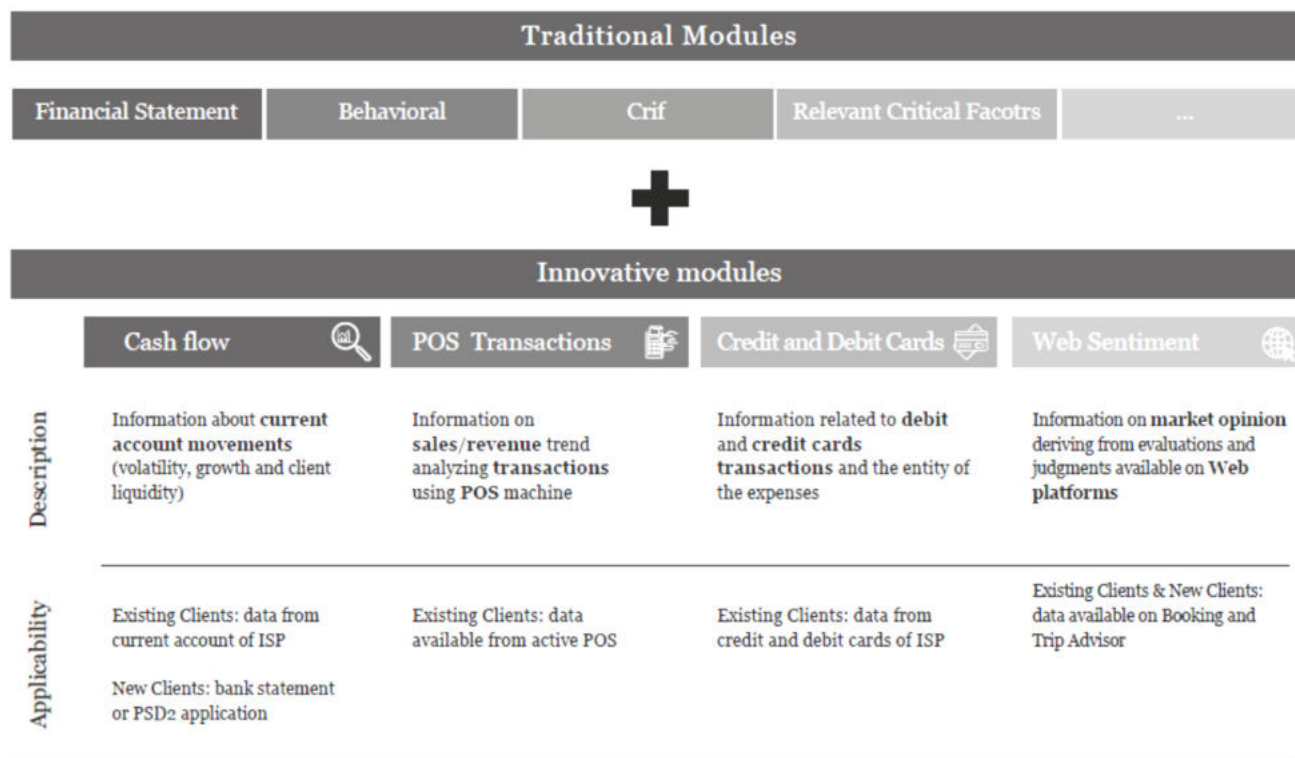 Traditional Modules
Financial Statement
Behavioral
Crif
Relevant Critical Facotrs
...
Innovative modules
Cash flow
POS Transactions
Credit and Debit Cards
Web Sentiment
Description
Information about current
account movements
(volatility, growth and client
liquidity)
Information on
sales/revenue trend
analyzing transactions
using POS machine
Information related to debit
and credit cards
transactions and the entity of
the expenses
Information on market opinion
deriving from evaluations and
judgments available on Web
platforms
Applicability
Existing Clients: data from
current account of ISP
New Clients: bank statement
or PSD2 application
Existing Clients: data
available from active POS
Existing Clients: data from
credit and debit cards of ISP
Existing Clients & New Clients:
data available on Booking and
Trip Advisor